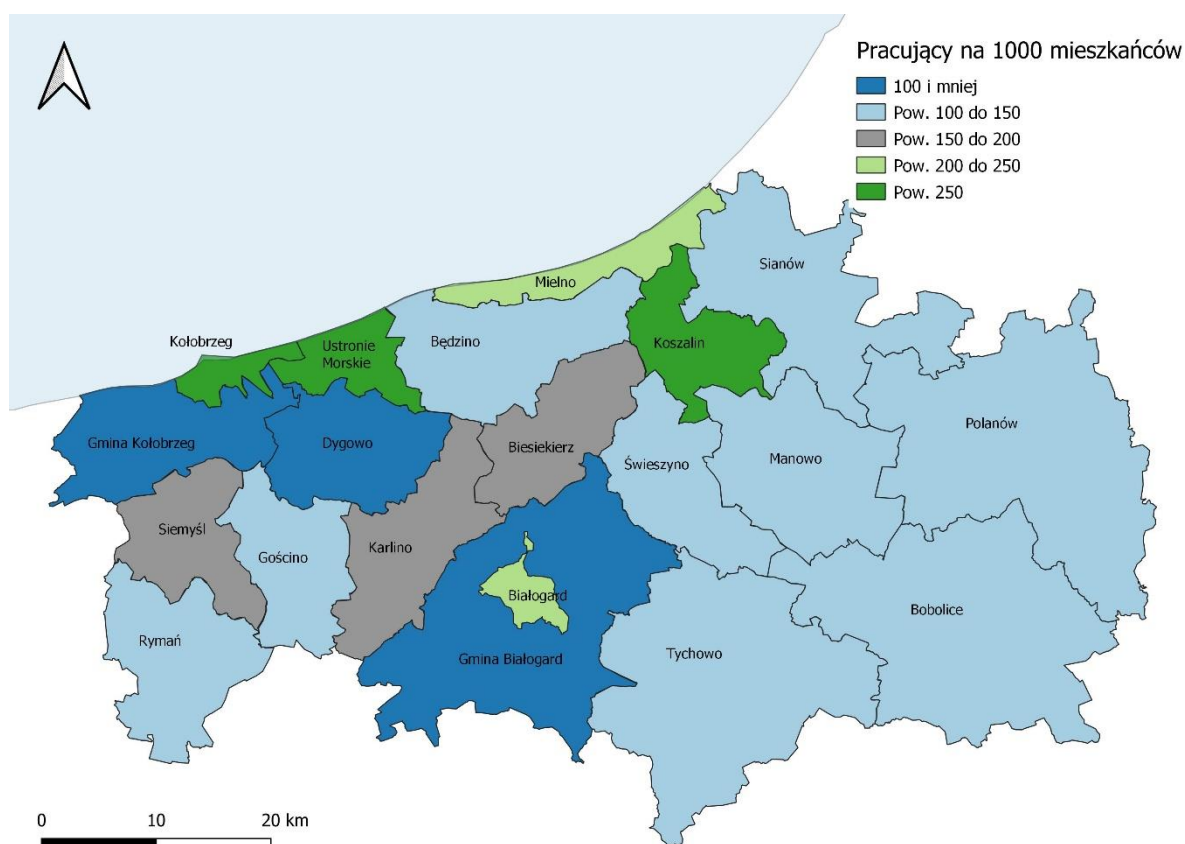 Pracujący na 1000 mieszkańców
100 i mniej
Pow. 100 do 150
Pow. 150 do 200
Pow. 200 do 250
Pow. 250
Sianów
Mielno
Kołobrzeg
Ustronie
Morskie
Będzino
Koszalin
Polanów
Gmina Kołobrzeg
Dygowo
Biesiekierz
Świeszyno
Manowo
Siemyśl
Gościno
Karlino
Białogard
Bobolice
Rymań
Gmina Białogard
Tychowo
0 10 20 km